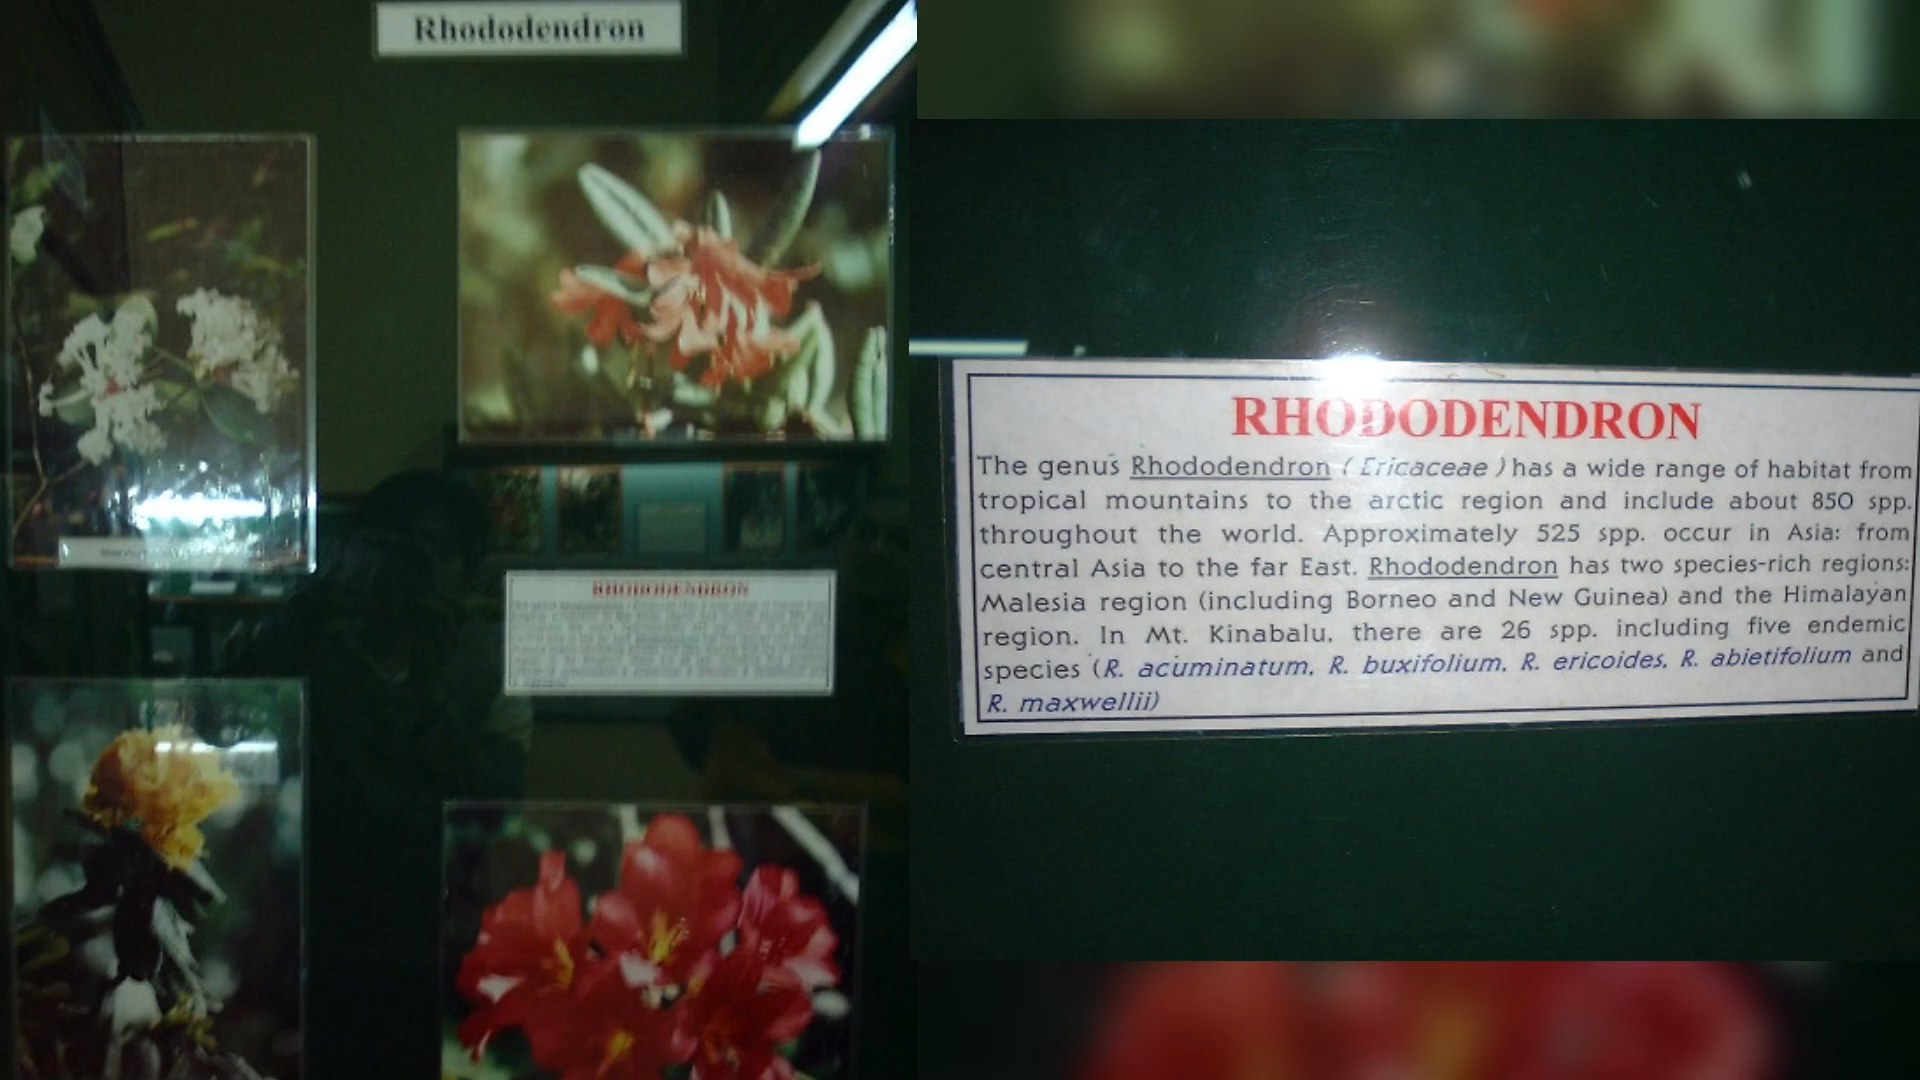 Rhododendron
RHODODENDRON
RHODODENDRON
The genus Rhododendron ( Ericaceae ) has a wide range of habitat from
tropical mountains to the arctic region and include about 850 spp.
throughout the world. Approximately 525 spp. occur in Asia: from
central Asia to the far East. Rhododendron has two species-rich regions:
Malesia region (including Borneo and New Guinea) and the Himalayan
region. In Mt. Kinabalu, there are 26 spp. including five endemic
species (R. acuminatum, R. buxifolium, R. ericoides, R. abietifolium and
R. maxwellii)